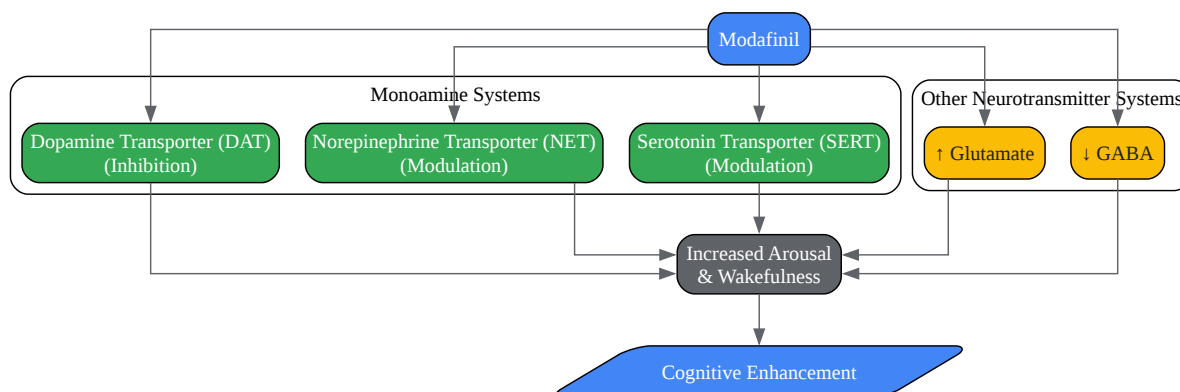 Modafinil
Monoamine Systems
Other Neurotransmitter Systems
Dopamine Transporter (DAT)
(Inhibition)
Norepinephrine Transporter (NET)
(Modulation)
Serotonin Transporter (SERT)
(Modulation)
↑ Glutamate
↓ GABA
Increased Arousal
& Wakefulness
Cognitive Enhancement